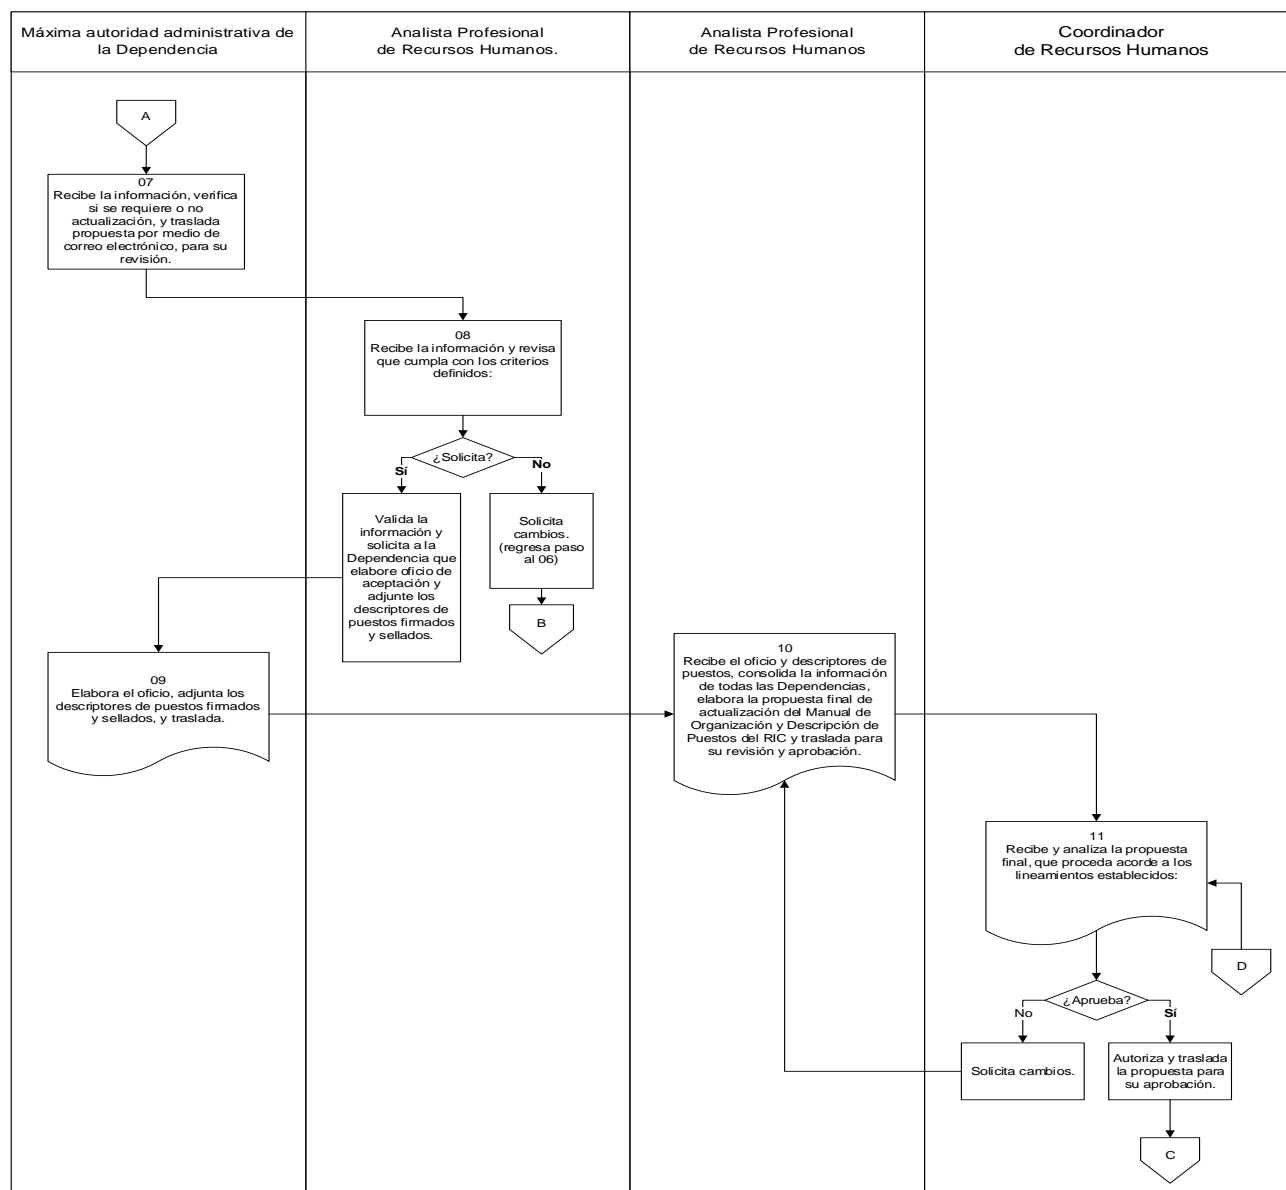 Máxima autoridad administrativa de
la Dependencia
Analista Profesional
de Recursos Humanos.
Analista Profesional
de Recursos Humanos
Coordinador
de Recursos Humanos
A
07
Recibe la información, verifica
si se requiere o no
actualización, y traslada
propuesta por medio de
correo electrónico, para su
revisión.
08
Recibe la información y revisa
que cumpla con los criterios
definidos:
¿Solicita?
Sí
No
Valida la
información y
solicita a la
Dependencia que
elabore oficio de
aceptación y
adjunte los
descriptores de
puestos firmados
y sellados.
Solicita
cambios.
(regresa paso
al 06)
B
09
Elabora el oficio, adjunta los
descriptores de puestos firmados
y sellados, y traslada.
10
Recibe el oficio y descriptores de
puestos, consolida la información
de todas las Dependencias,
elabora la propuesta final de
actualización del Manual de
Organización y Descripción de
Puestos del RIC y traslada para
su revisión y aprobación.
11
Recibe y analiza la propuesta
final, que proceda acorde a los
lineamientos establecidos:
D
¿Aprueba?
No
Sí
Solicita cambios.
Autoriza y traslada
la propuesta para
su aprobación.
C